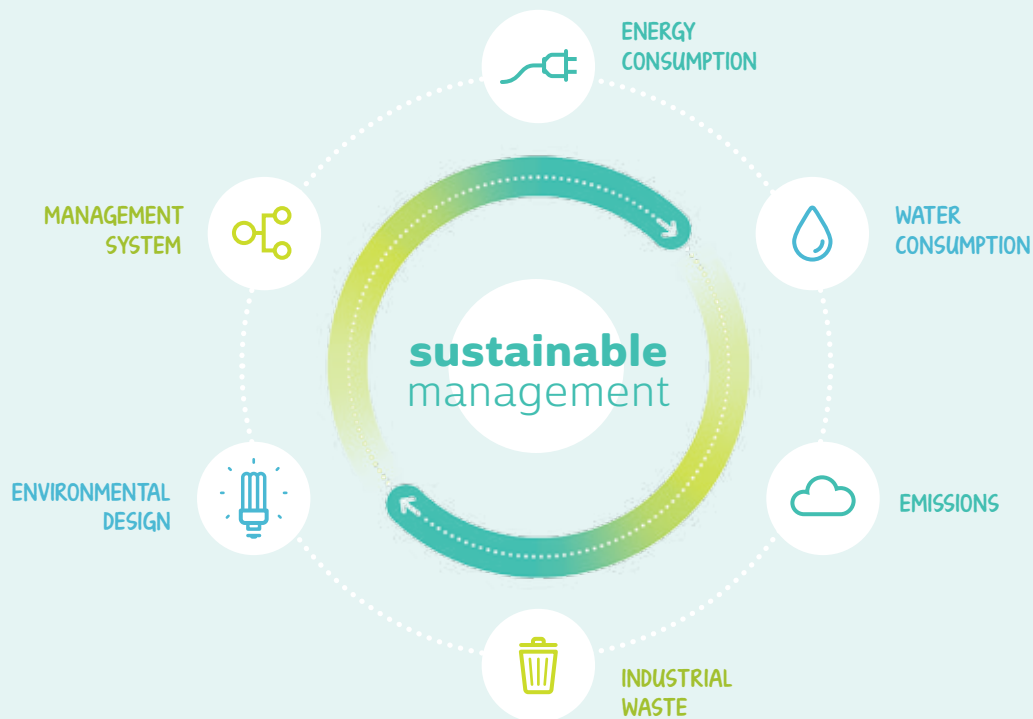 ENERGY
CONSUMPTION
MANAGEMENT
SYSTEM
WATER
CONSUMPTION
sustainable
management
ENVIRONMENTAL
DESIGN
EMISSIONS
INDUSTRIAL
WASTE